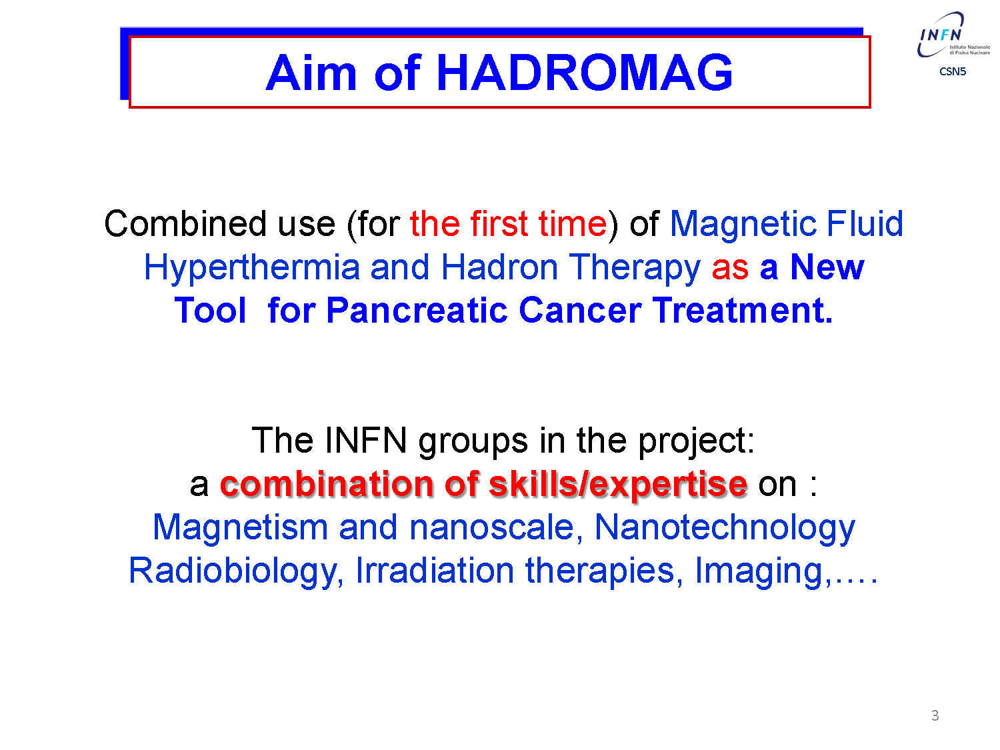 INFN
Istituto Nazionale
di Fisica Nucleare
CSN5
Aim of HADROMAG
Combined use (for the first time) of Magnetic Fluid
Hyperthermia and Hadron Therapy as a New
Tool for Pancreatic Cancer Treatment.
The INFN groups in the project:
a combination of skills/expertise on :
Magnetism and nanoscale, Nanotechnology
Radiobiology, Irradiation therapies, Imaging,….
3